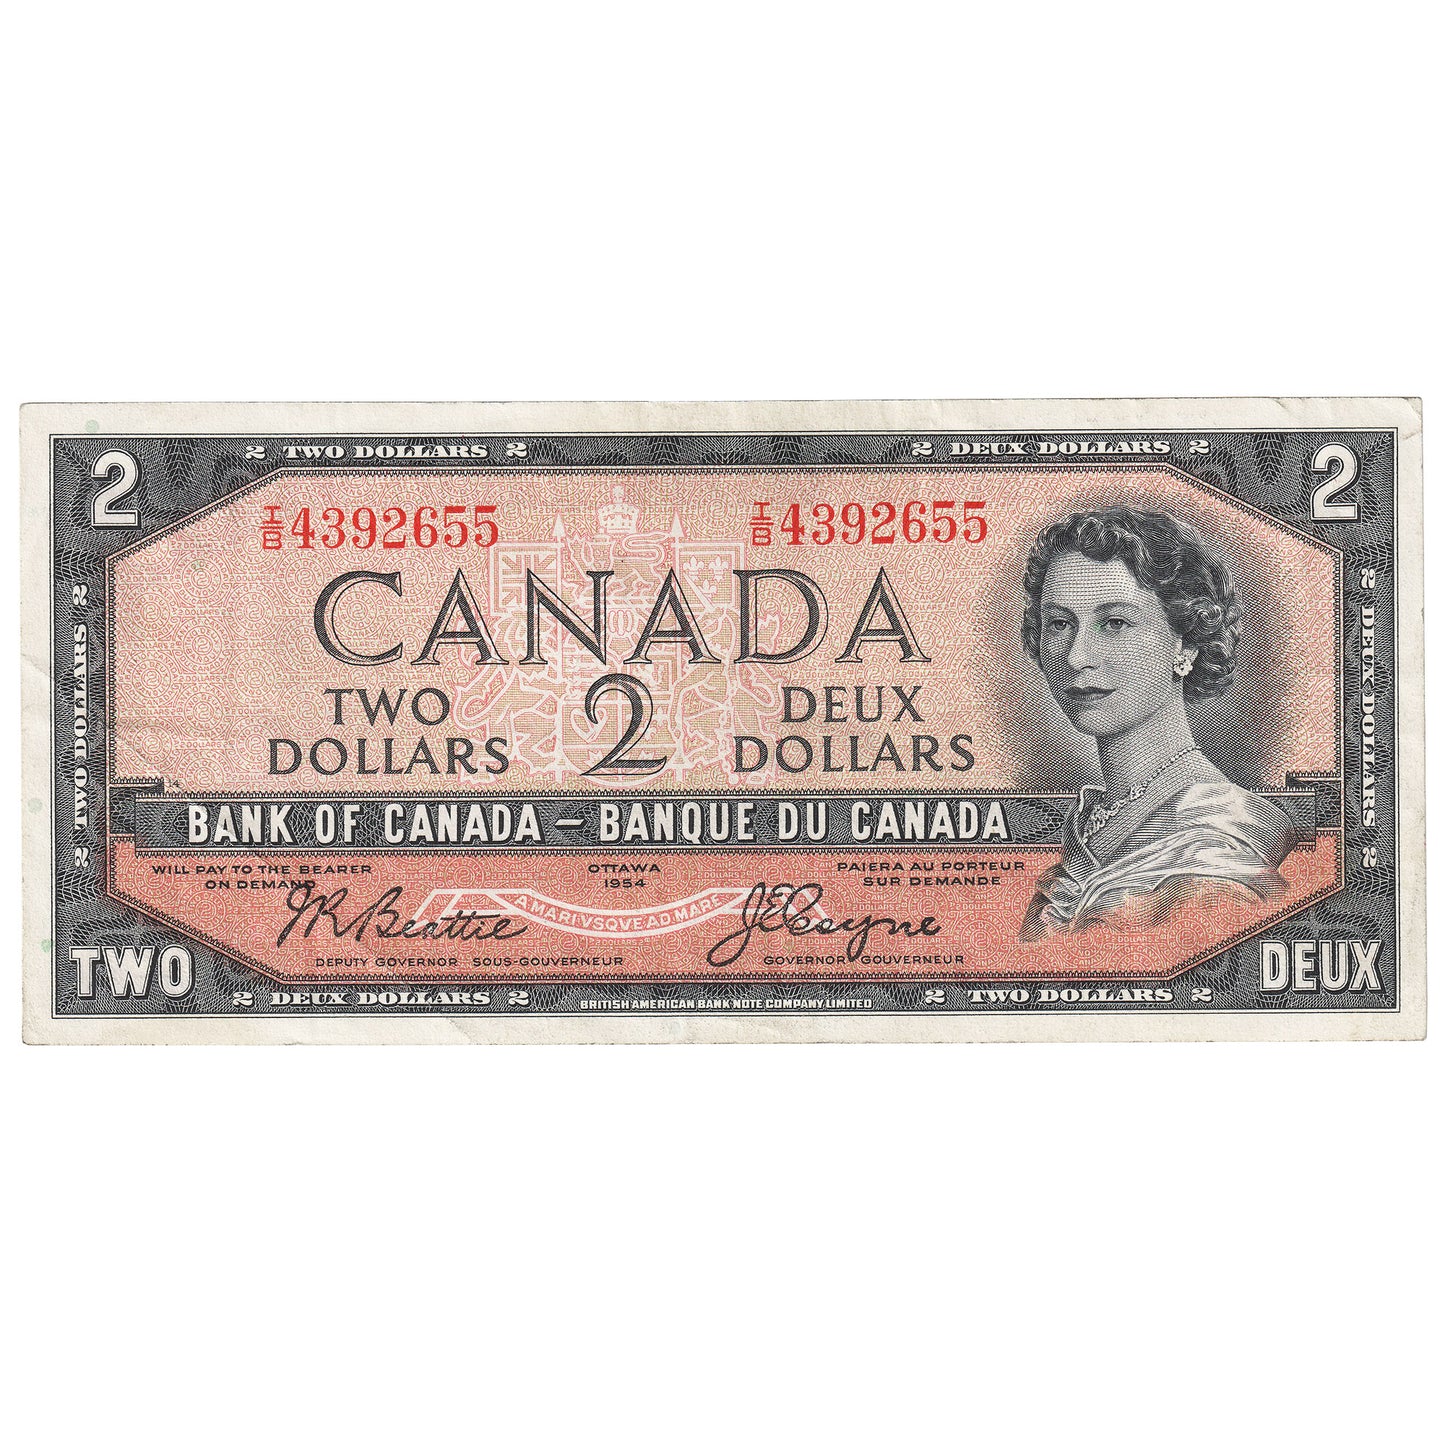 2 TWO DOLLARS 2
2 DEUX DOLLARS 2
2
2
I/B 4392655
I/B 4392655
CANADA
TWO DOLLARS
2
DEUX DOLLARS
2 TWO DOLLARS 2
2 DEUX DOLLARS 2
14
BANK OF CANADA – BANQUE DU CANADA
WILL PAY TO THE BEARER
ON DEMAND
OTTAWA
1954
PAIERA AU PORTEUR
SUR DEMANDE
A MARI VSQVE AD MARE
J R Beattie
J E Coyne
DEPUTY GOVERNOR SOUS-GOUVERNEUR
GOVERNOR GOUVERNEUR
TWO
DEUX
2 DEUX DOLLARS 2
BRITISH AMERICAN BANK NOTE COMPANY LIMITED
2 TWO DOLLARS 2